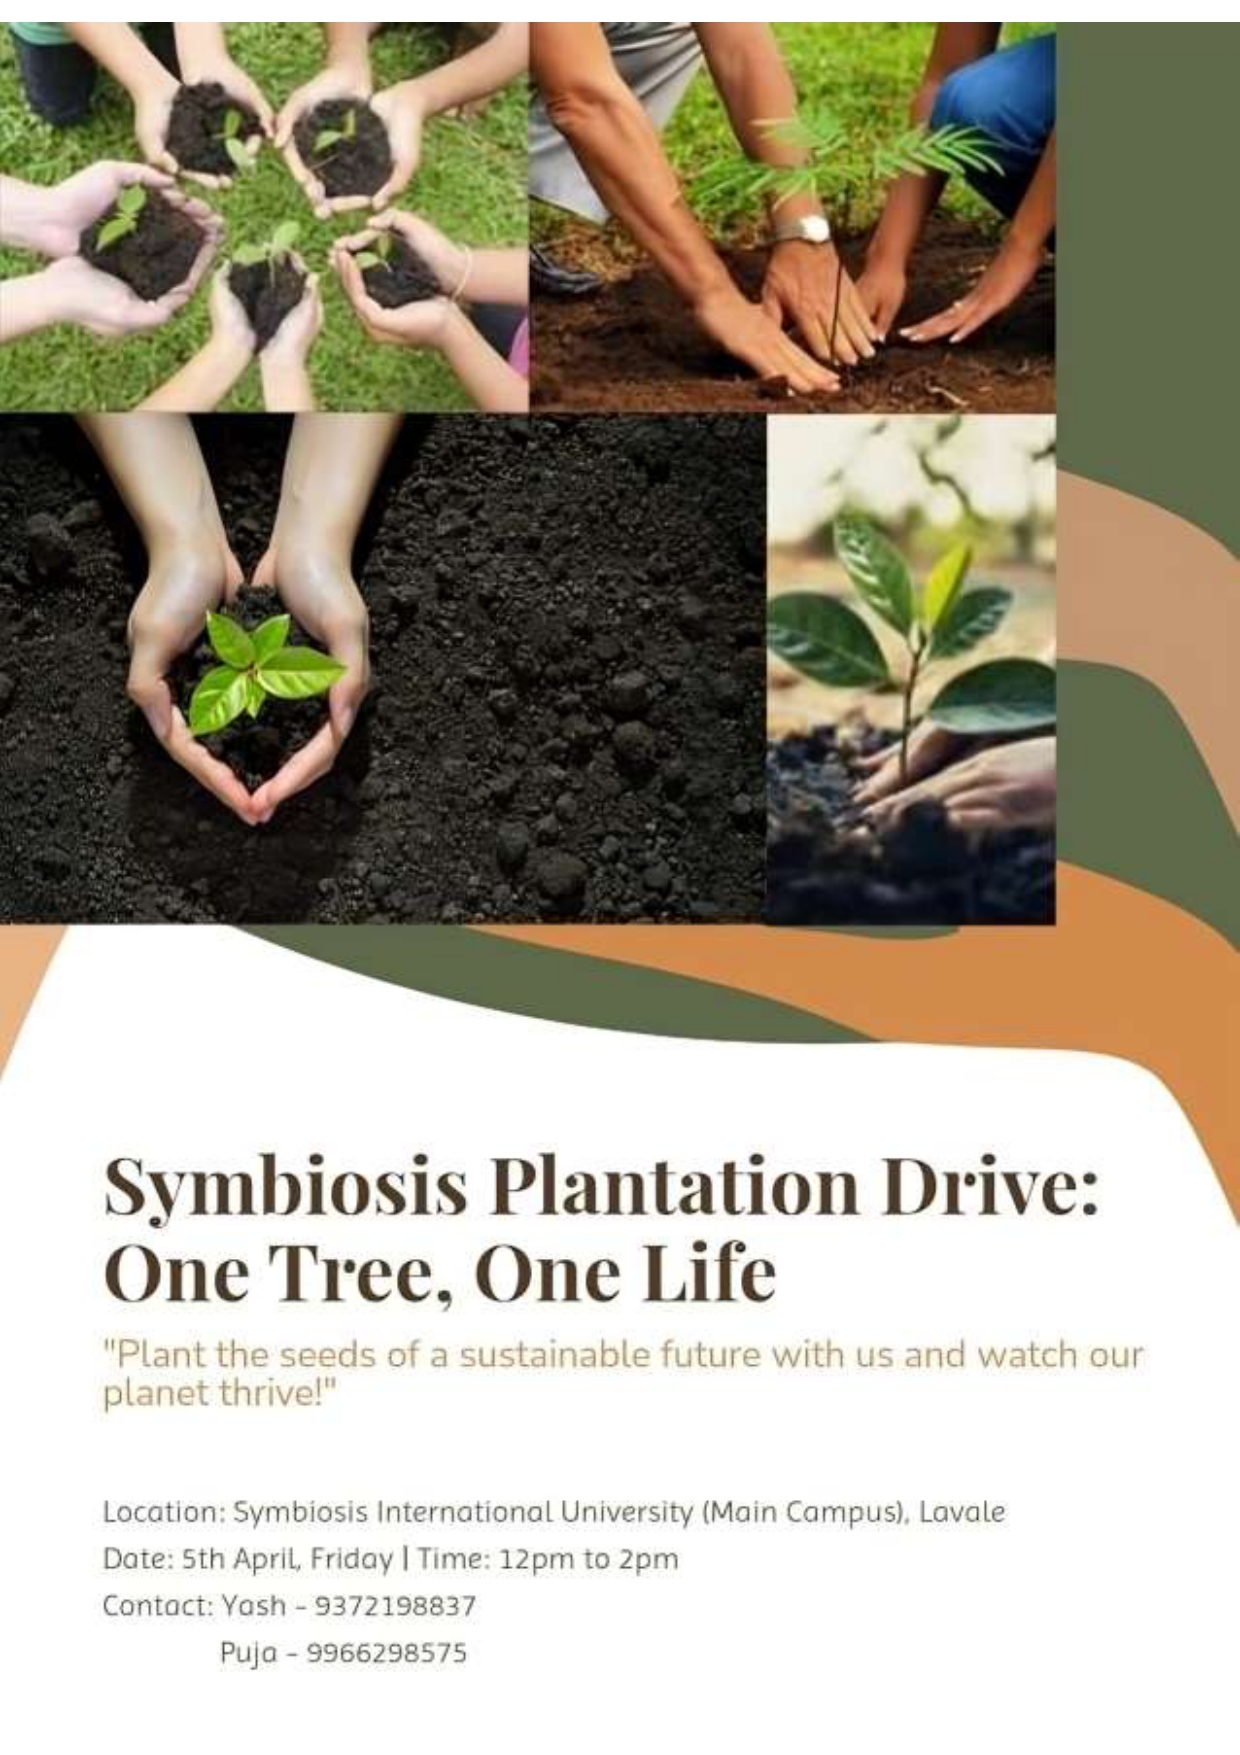 Symbiosis Plantation Drive:
One Tree, One Life
"Plant the seeds of a sustainable future with us and watch our
planet thrive!"
Location: Symbiosis International University (Main Campus), Lavale
Date: 5th April, Friday | Time: 12pm to 2pm
Contact: Yash - 9372198837
Puja - 9966298575